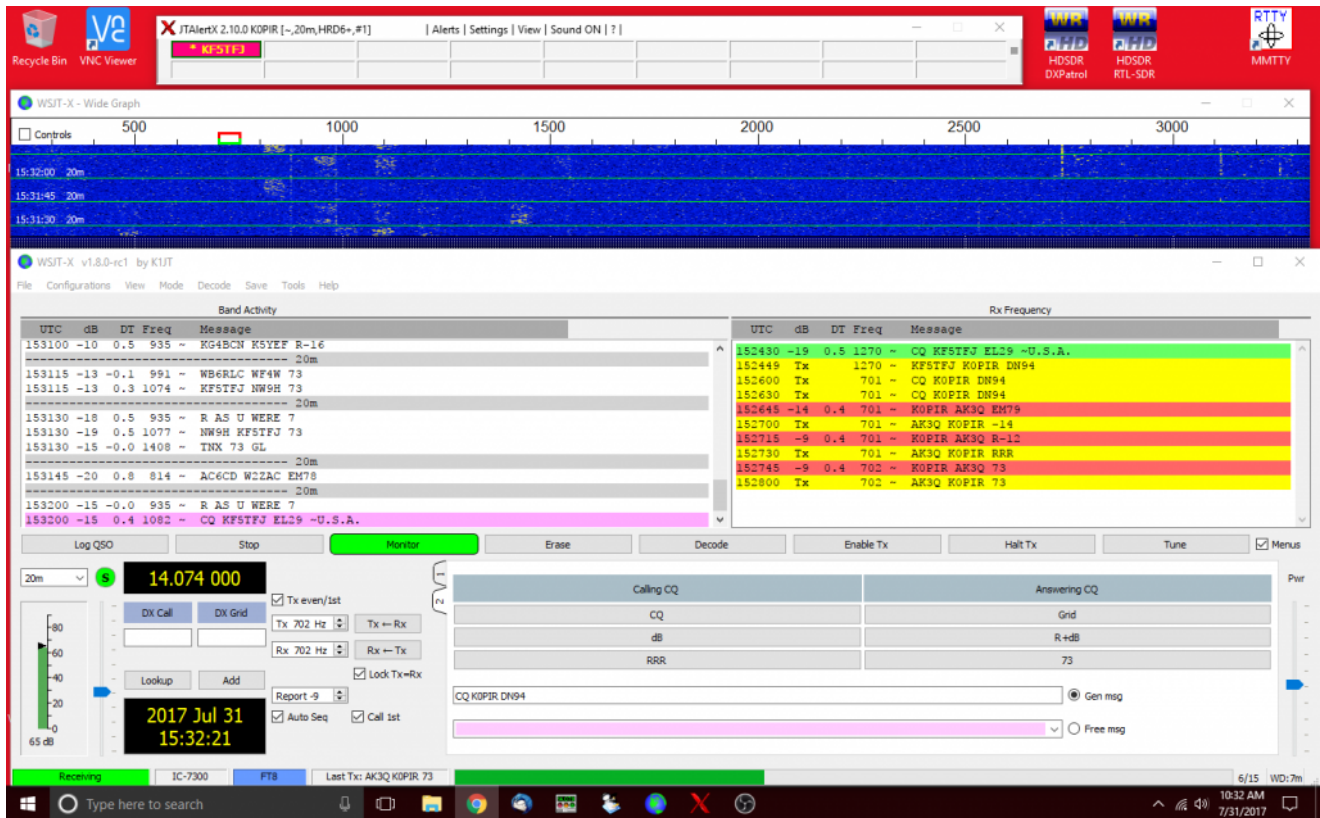 JTAlertX 2.10.0 K0PIR [~,20m,HRD6+,#1] | Alerts | Settings | View | Sound ON | ? |
* KF5TFJ
Recycle Bin
VNC Viewer
HDSDR DXPatrol
HDSDR RTL-SDR
RTTY
MMTTY
WSJT-X - Wide Graph
Controls 500 1000 1500 2000 2500 3000
15:32:00 20m
15:31:45 20m
15:31:30 20m
WSJT-X v1.8.0-rc1 by K1JT
File Configurations View Mode Decode Save Tools Help
Band Activity
UTC dB DT Freq Message
153100 -10 0.5 935 ~ KG4BCN K5YEF R-16
------------------------------------ 20m
153115 -13 -0.1 991 ~ WB6RLC WF4W 73
153115 -13 0.3 1074 ~ KF5TFJ NW9H 73
------------------------------------ 20m
153130 -18 0.5 935 ~ R AS U WERE 7
153130 -19 0.5 1077 ~ NW9H KF5TFJ 73
153130 -15 -0.0 1408 ~ TNX 73 GL
------------------------------------ 20m
153145 -20 0.8 814 ~ AC6CD W2ZAC EM78
------------------------------------ 20m
153200 -15 -0.0 935 ~ R AS U WERE 7
153200 -15 0.4 1082 ~ CQ KF5TFJ EL29 ~U.S.A.
Rx Frequency
UTC dB DT Freq Message
152430 -19 0.5 1270 ~ CQ KF5TFJ EL29 ~U.S.A.
152449 Tx 1270 ~ KF5TFJ K0PIR DN94
152600 Tx 701 ~ CQ K0PIR DN94
152630 Tx 701 ~ CQ K0PIR DN94
152645 -14 0.4 701 ~ K0PIR AK3Q EM79
152700 Tx 701 ~ AK3Q K0PIR -14
152715 -9 0.4 701 ~ K0PIR AK3Q R-12
152730 Tx 701 ~ AK3Q K0PIR RRR
152745 -9 0.4 702 ~ K0PIR AK3Q 73
152800 Tx 702 ~ AK3Q K0PIR 73
Log QSO Stop Monitor Erase Decode Enable Tx Halt Tx Tune Menus
20m S 14.074 000
Tx even/1st
DX Call DX Grid
Tx 702 Hz Tx ← Rx
Rx 702 Hz Rx ← Tx
Lock Tx=Rx
Lookup Add
Report -9
2017 Jul 31
15:32:21
Auto Seq Call 1st
-80
-60
-40
-20
-0
65 dB
1
2
Calling CQ Answering CQ
CQ Grid
dB R+dB
RRR 73
CQ K0PIR DN94 Gen msg
Free msg
Pwr
Receiving IC-7300 FT8 Last Tx: AK3Q K0PIR 73 6/15 WD:7m
Type here to search
10:32 AM
7/31/2017